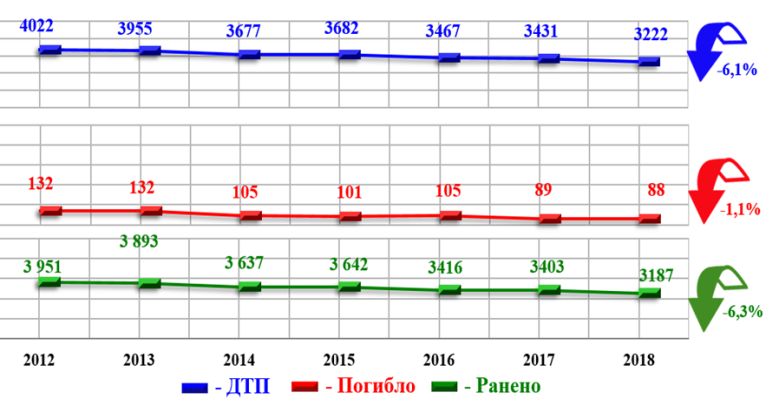 4022 3955 3677 3682 3467 3431 3222
-6,1%
132 132 105 101 105 89 88
-1,1%
3 951 3 893 3 637 3 642 3416 3403 3187
-6,3%
2012 2013 2014 2015 2016 2017 2018
- ДТП - Погибло - Ранено